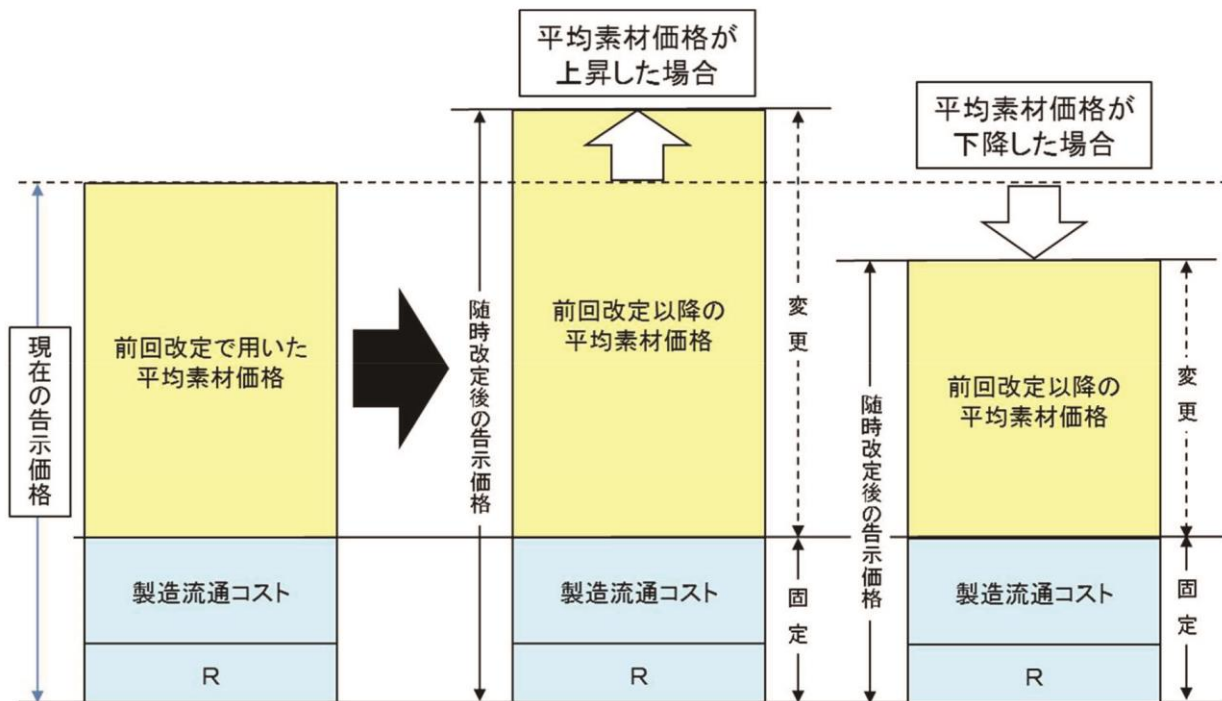 平均素材価格が
上昇した場合
平均素材価格が
下降した場合
現在の告示価格
前回改定で用いた
平均素材価格
製造流通コスト
R
随時改定後の告示価格
前回改定以降の
平均素材価格
製造流通コスト
R
変更
固定
随時改定後の告示価格
前回改定以降の
平均素材価格
製造流通コスト
R
変更
固定